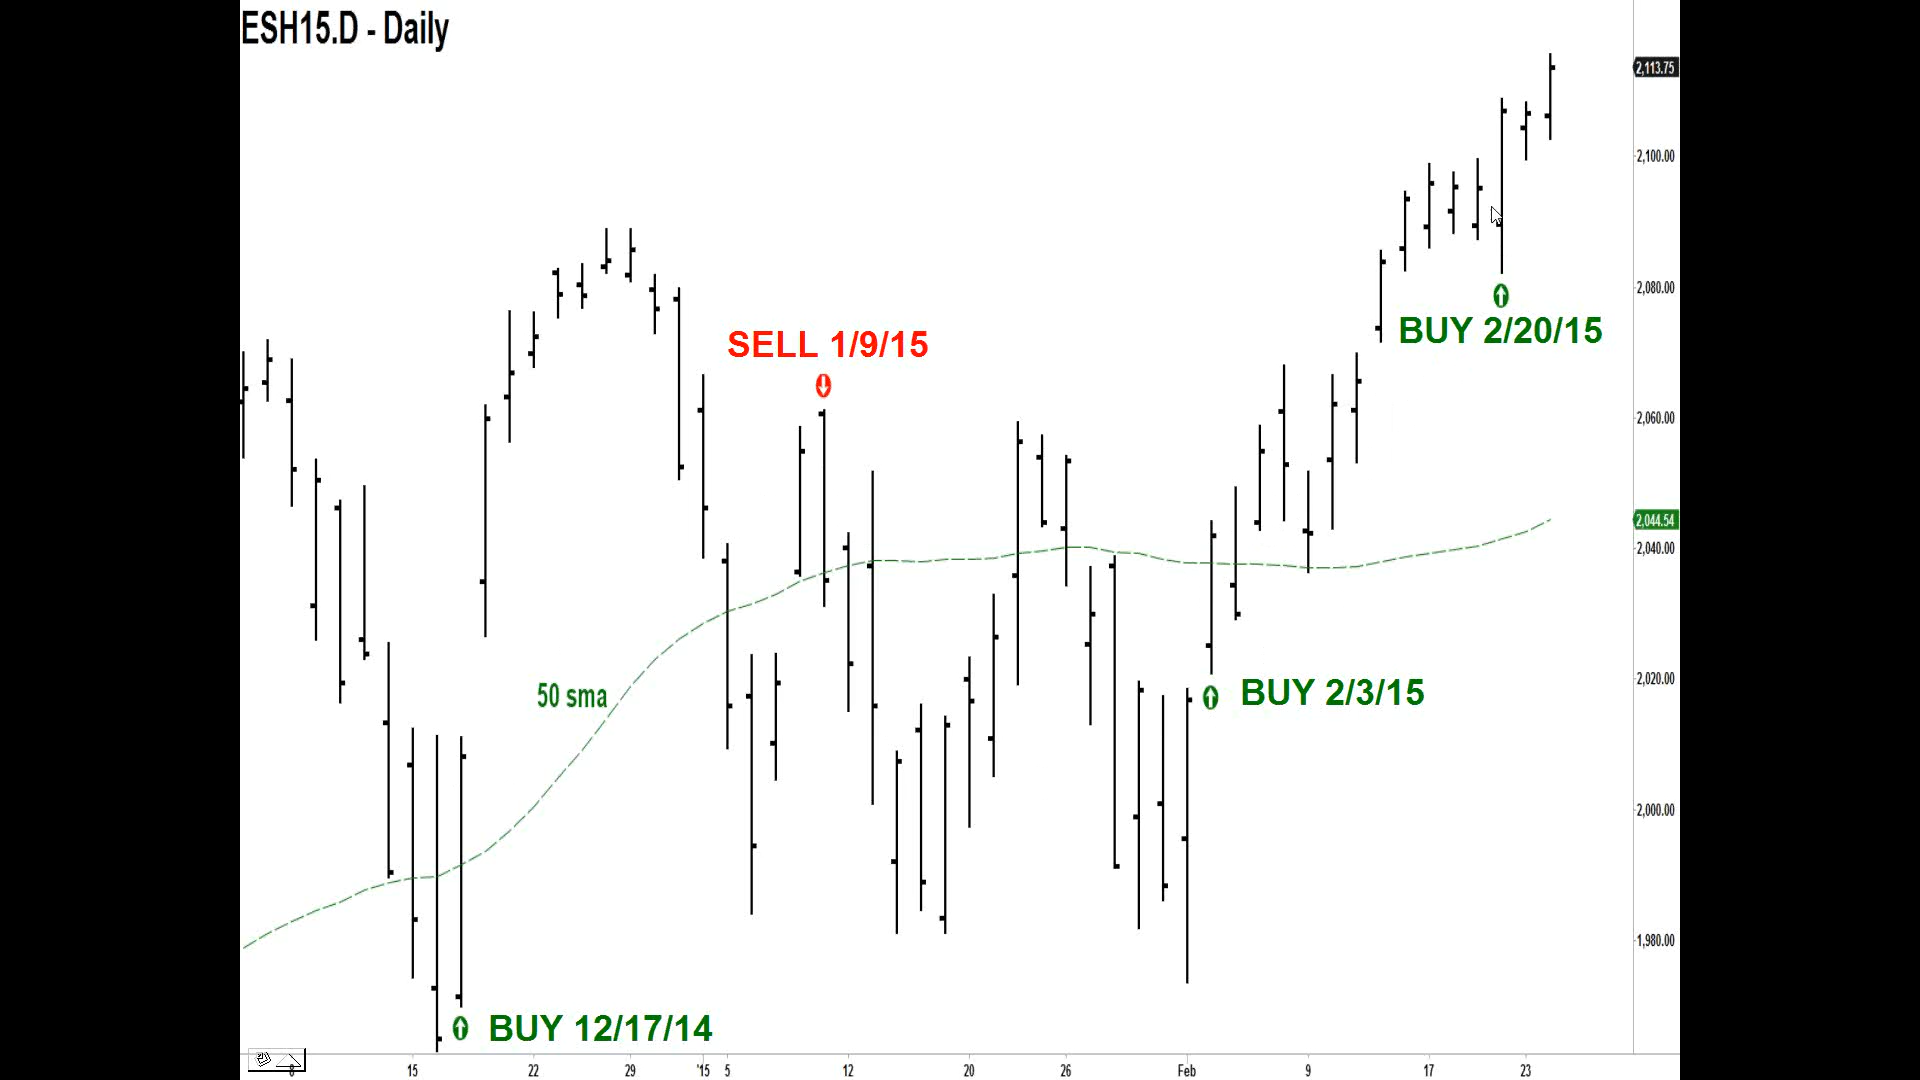 ESH15.D - Daily
2,113.75
2,100.00
2,080.00
BUY 2/20/15
SELL 1/9/15
2,060.00
2,044.54
2,040.00
50 sma
BUY 2/3/15
2,020.00
2,000.00
1,980.00
BUY 12/17/14
8 15 22 29 '15 5 12 20 26 Feb 9 17 23